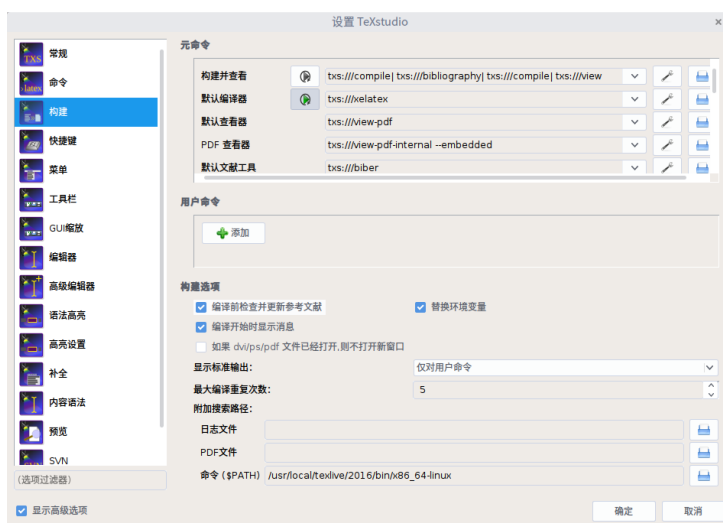 设置 TeXstudio
常规
命令
构建
快捷键
菜单
工具栏
GUI缩放
编辑器
高级编辑器
语法高亮
高亮设置
补全
内容语法
预览
SVN
(选项过滤器)
显示高级选项
元命令
构建并查看 txs:///compile| txs:///bibliography| txs:///compile| txs:///view
默认编译器 txs:///xelatex
默认查看器 txs:///view-pdf
PDF 查看器 txs:///view-pdf-internal --embedded
默认文献工具 txs:///biber
用户命令
添加
构建选项
编译前检查并更新参考文献 替换环境变量
编译开始时显示消息
如果 dvi/ps/pdf 文件已经打开,则不打开新窗口
显示标准输出: 仅对用户命令
最大编译重复次数: 5
附加搜索路径:
日志文件
PDF文件
命令 ($PATH) /usr/local/texlive/2016/bin/x86_64-linux
确定 取消